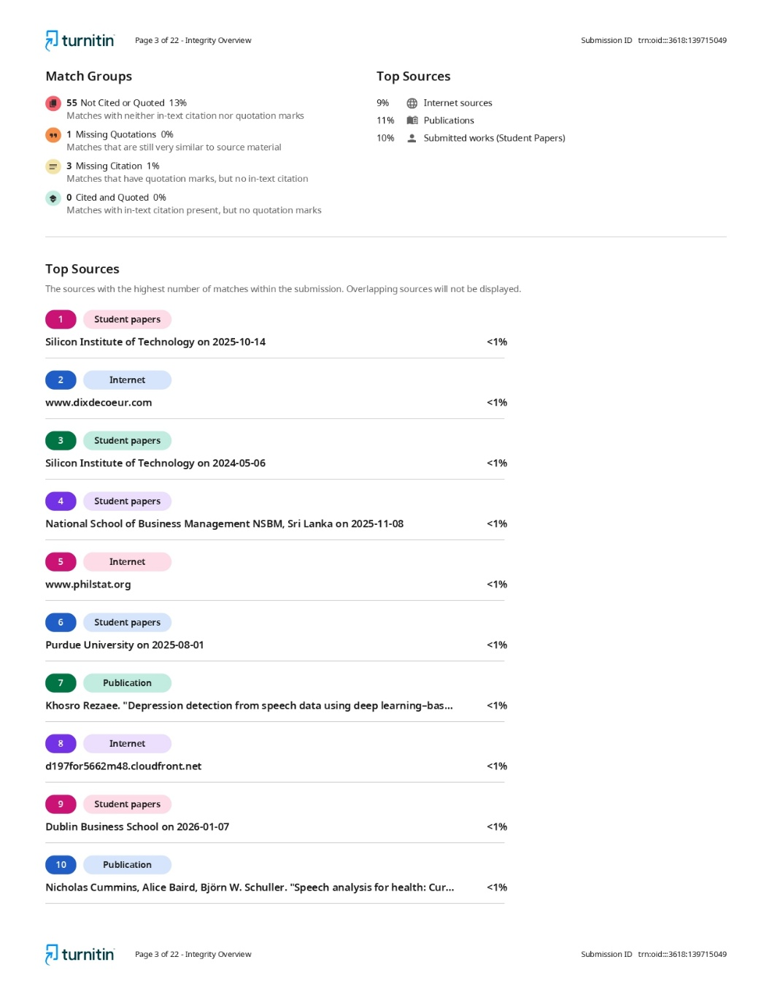 turnitin Page 3 of 22 - Integrity Overview Submission ID trn:oid:::3618:139715049
Match Groups
55 Not Cited or Quoted 13%
Matches with neither in-text citation nor quotation marks
1 Missing Quotations 0%
Matches that are still very similar to source material
3 Missing Citation 1%
Matches that have quotation marks, but no in-text citation
0 Cited and Quoted 0%
Matches with in-text citation present, but no quotation marks
Top Sources
9% Internet sources
11% Publications
10% Submitted works (Student Papers)
Top Sources
The sources with the highest number of matches within the submission. Overlapping sources will not be displayed.
1 Student papers
Silicon Institute of Technology on 2025-10-14 <1%
2 Internet
www.dixdecoeur.com <1%
3 Student papers
Silicon Institute of Technology on 2024-05-06 <1%
4 Student papers
National School of Business Management NSBM, Sri Lanka on 2025-11-08 <1%
5 Internet
www.philstat.org <1%
6 Student papers
Purdue University on 2025-08-01 <1%
7 Publication
Khosro Rezaee. "Depression detection from speech data using deep learning–bas... <1%
8 Internet
d197for5662m48.cloudfront.net <1%
9 Student papers
Dublin Business School on 2026-01-07 <1%
10 Publication
Nicholas Cummins, Alice Baird, Björn W. Schuller. "Speech analysis for health: Cur... <1%
turnitin Page 3 of 22 - Integrity Overview Submission ID trn:oid:::3618:139715049